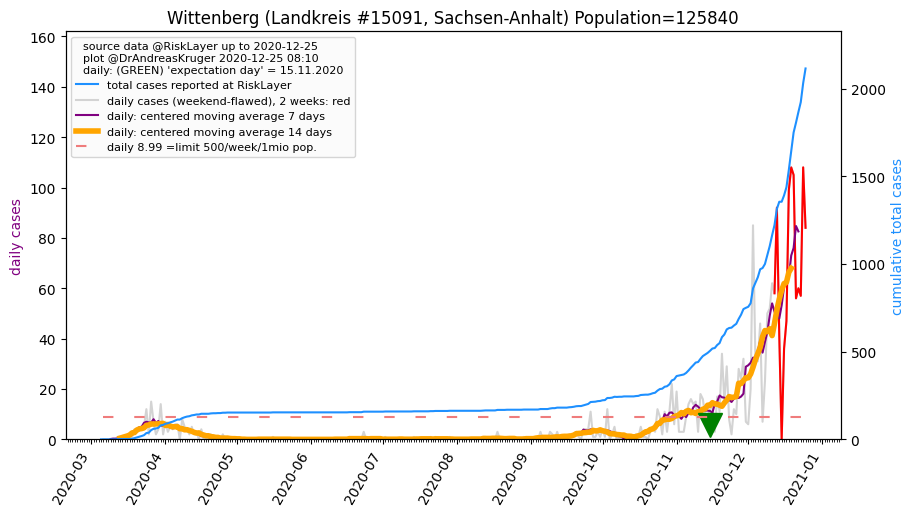 Wittenberg (Landkreis #15091, Sachsen-Anhalt) Population=125840
source data @RiskLayer up to 2020-12-25
plot @DrAndreasKruger 2020-12-25 08:10
daily: (GREEN) 'expectation day' = 15.11.2020
total cases reported at RiskLayer
daily cases (weekend-flawed), 2 weeks: red
daily: centered moving average 7 days
daily: centered moving average 14 days
daily 8.99 =limit 500/week/1mio pop.
daily cases
160
140
120
100
80
60
40
20
0
cumulative total cases
2000
1500
1000
500
0
2020-03
2020-04
2020-05
2020-06
2020-07
2020-08
2020-09
2020-10
2020-11
2020-12
2021-01